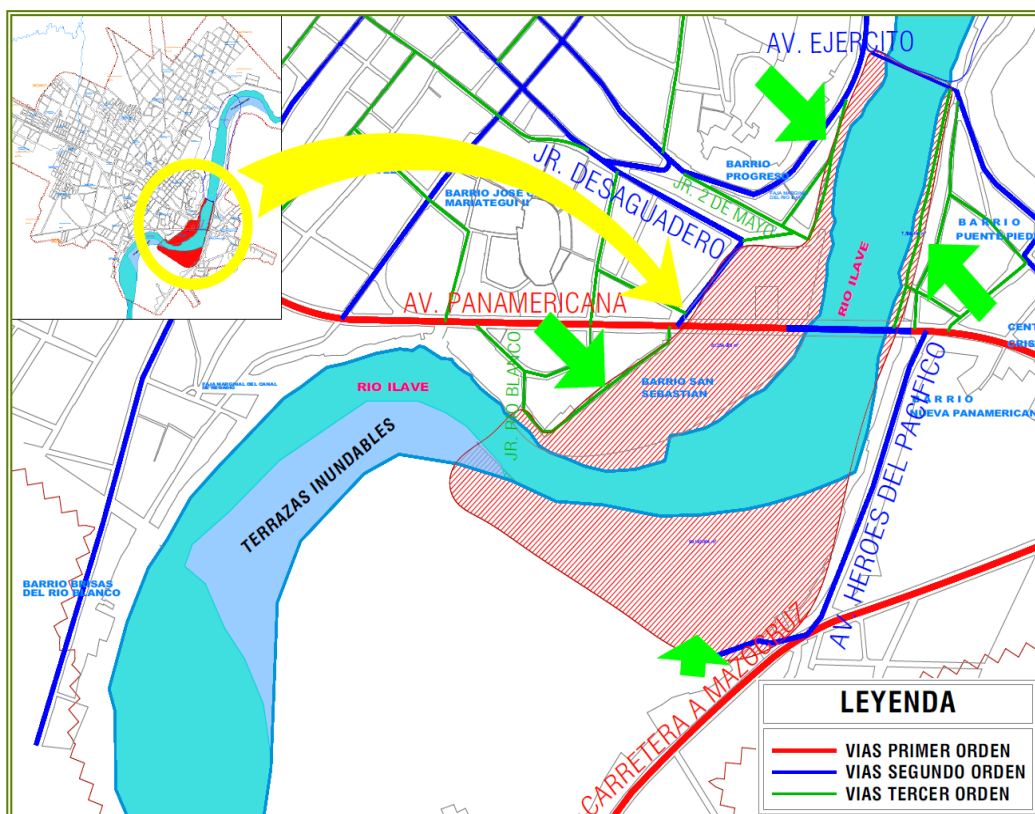 AV. EJERCITO
BARRIO
PROGRESO
JR. DESAGUADERO
JR. 2 DE MAYO
BARRIO JOSE C
MARIATEGUI II
BARRIO
PUENTE PIED
RIO ILAVE
AV. PANAMERICANA
CENT
CRIS
RIO ILAVE
JR. RIO BLANCO
BARRIO SAN
SEBASTIAN
NUEVA PANAMERICAN
TERRAZAS INUNDABLES
AV. HEROES DEL PACIFICO
BARRIO BRISAS
DEL RIO BLANCO
CARRETERA A MAZOCRUZ
LEYENDA
VIAS PRIMER ORDEN
VIAS SEGUNDO ORDEN
VIAS TERCER ORDEN